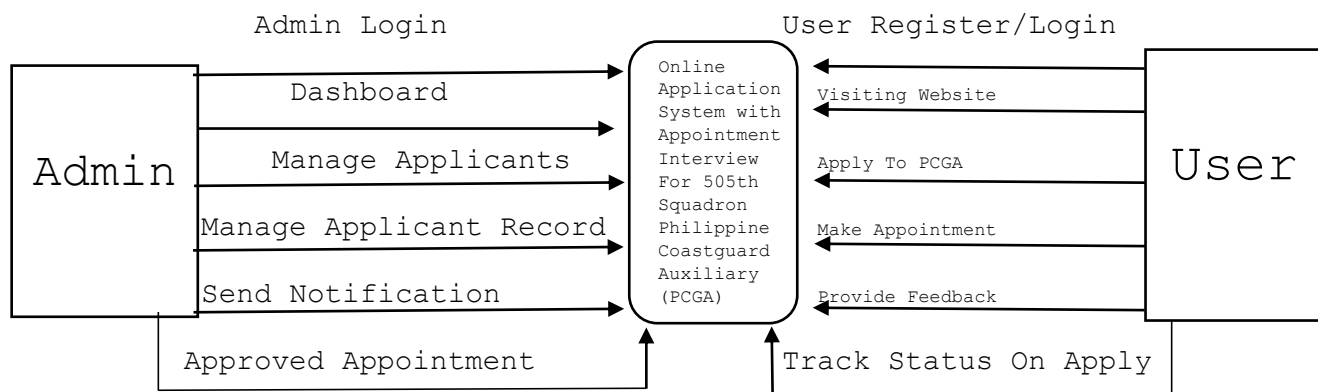 Admin Login
User Register/Login
Admin
Dashboard
Manage Applicants
Manage Applicant Record
Send Notification
Approved Appointment
Online
Application
System with
Appointment
Interview
For 505th
Squadron
Philippine
Coastguard
Auxiliary
(PCGA)
Visiting Website
Apply To PCGA
Make Appointment
Provide Feedback
Track Status On Apply
User